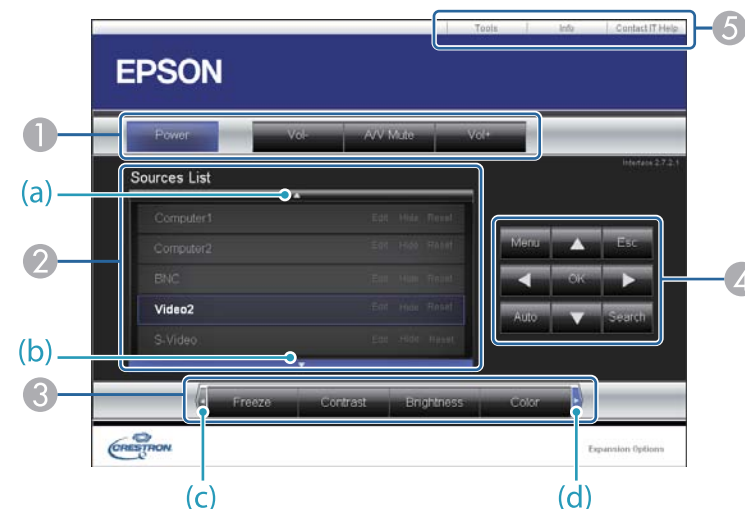 Tools Info Contact IT Help 5
EPSON
1 Power Vol- A/V Mute Vol+
Interface 2.7.2.1
Sources List
(a)
Computer1 Edit Hide Reset
Computer2 Edit Hide Reset
2 BNC Edit Hide Reset
Video2 Edit Hide Reset
S-Video Edit Hide Reset
(b)
Menu Esc
OK 4
Auto Search
3 Freeze Contrast Brightness Color
CRESTRON Expansion Options
(c) (d)